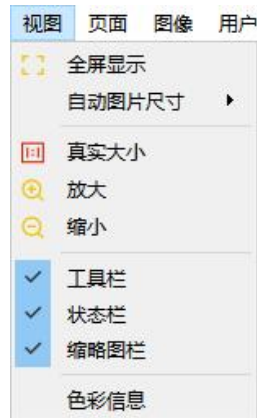 视图 页面 图像 用户
全屏显示
自动图片尺寸
1:1 真实大小
放大
缩小
工具栏
状态栏
缩略图栏
色彩信息